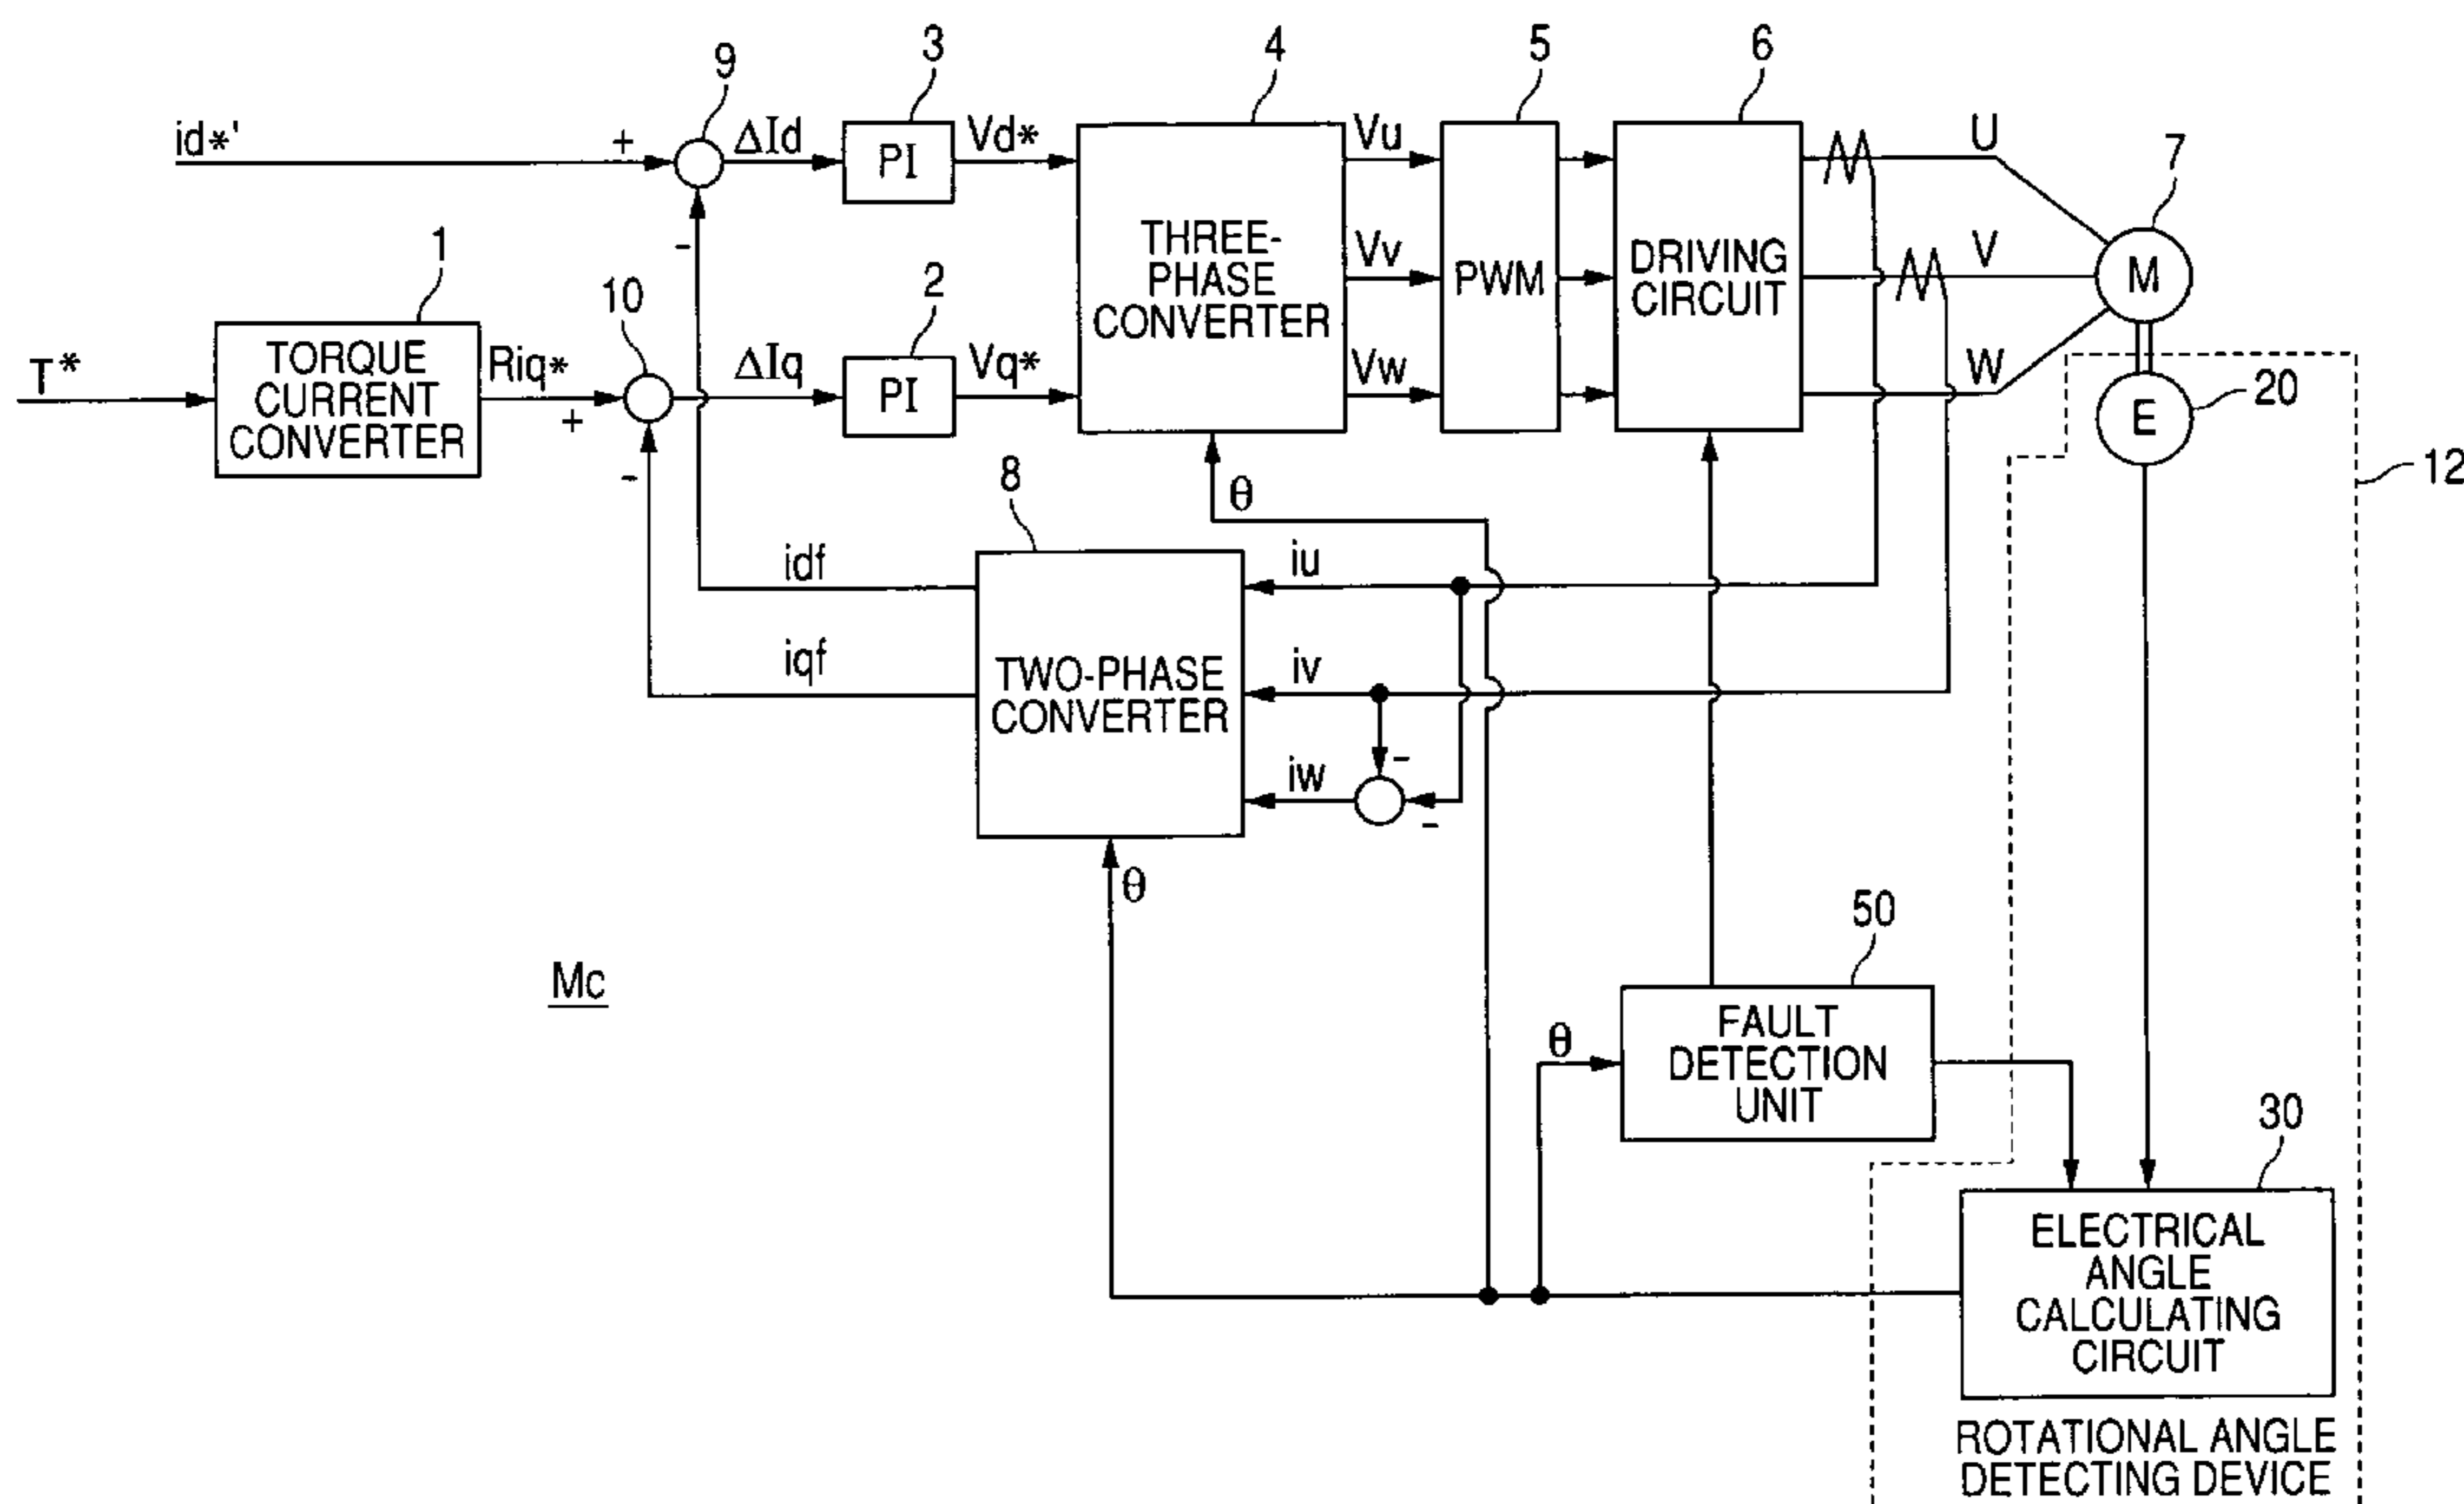 3
4
5
6
9
id*'
+
ΔId
PI
Vd*
Vu
U
7
-
1
10
2
THREE-
PHASE
CONVERTER
Vv
PWM
DRIVING
CIRCUIT
V
M
T*
TORQUE
CURRENT
CONVERTER
Riq*
+
ΔIq
PI
Vq*
Vw
W
20
E
12
-
8
θ
idf
iu
iqf
TWO-PHASE
CONVERTER
iv
-
iw
-
θ
50
Mc
θ
FAULT
DETECTION
UNIT
30
ELECTRICAL
ANGLE
CALCULATING
CIRCUIT
ROTATIONAL ANGLE
DETECTING DEVICE